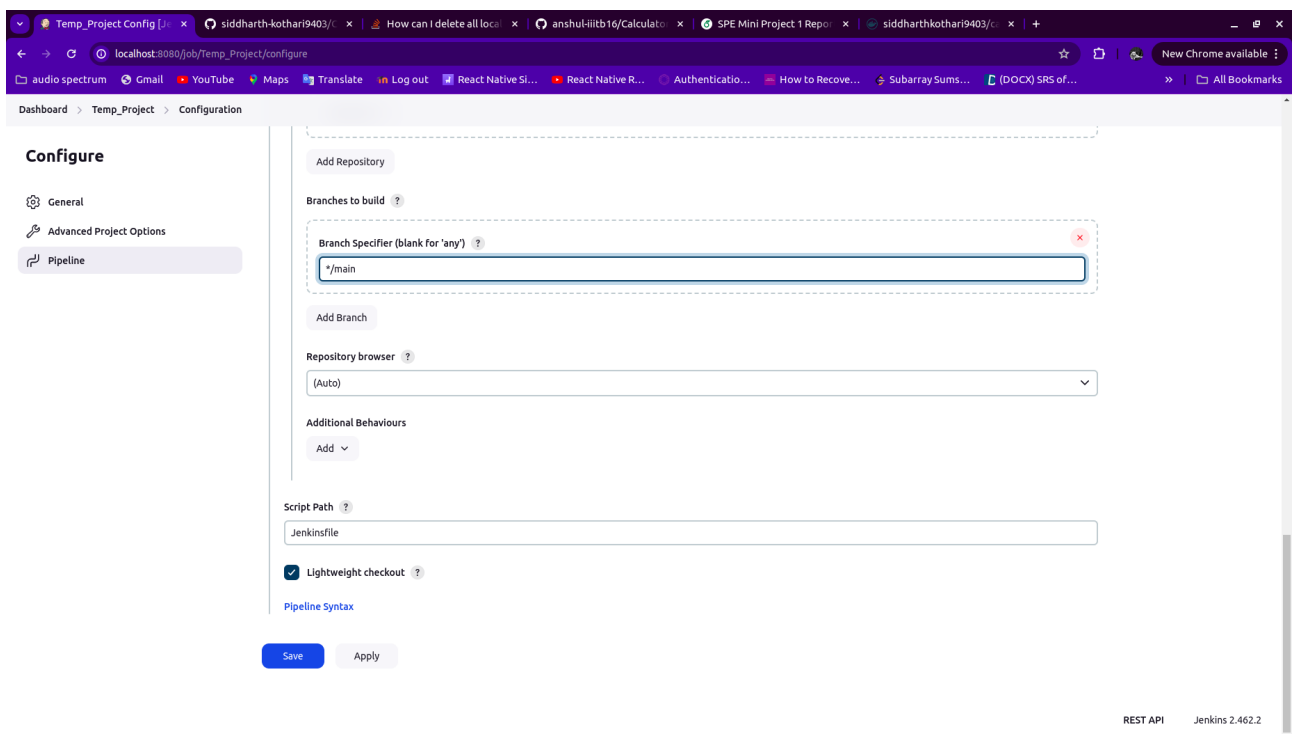 Temp_Project Config [Je
siddharth-kothari9403/C
How can I delete all local
anshul-iiitb16/Calculator
SPE Mini Project 1 Repor
siddharthkothari9403/ca
localhost:8080/job/Temp_Project/configure
New Chrome available
audio spectrum
Gmail
YouTube
Maps
Translate
Log out
React Native Si...
React Native R...
Authenticatio...
How to Recove...
Subarray Sums...
(DOCX) SRS of...
»
All Bookmarks
Dashboard > Temp_Project > Configuration
Configure
General
Advanced Project Options
Pipeline
Add Repository
Branches to build ?
Branch Specifier (blank for 'any') ?
*/main
Add Branch
Repository browser ?
(Auto)
Additional Behaviours
Add
Script Path ?
Jenkinsfile
Lightweight checkout ?
Pipeline Syntax
Save
Apply
REST API
Jenkins 2.462.2